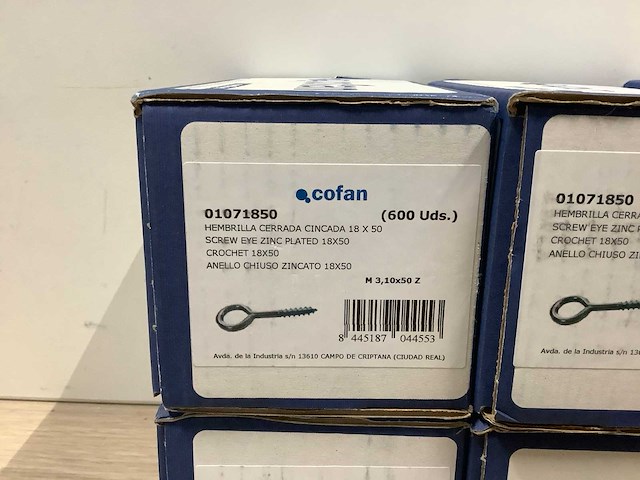 cofan
01071850 (600 Uds.)
HEMBRILLA CERRADA CINCADA 18 X 50
SCREW EYE ZINC PLATED 18X50
CROCHET 18X50
ANELLO CHIUSO ZINCATO 18X50
M 3,10x50 Z
8 445187 044553
Avda. de la Industria s/n 13610 CAMPO DE CRIPTANA (CIUDAD REAL)
01071850
HEMBRILLA CERRA
SCREW EYE ZINC
CROCHET 18X50
ANELLO CHIUSO ZI
Avda. de la Industria s/n